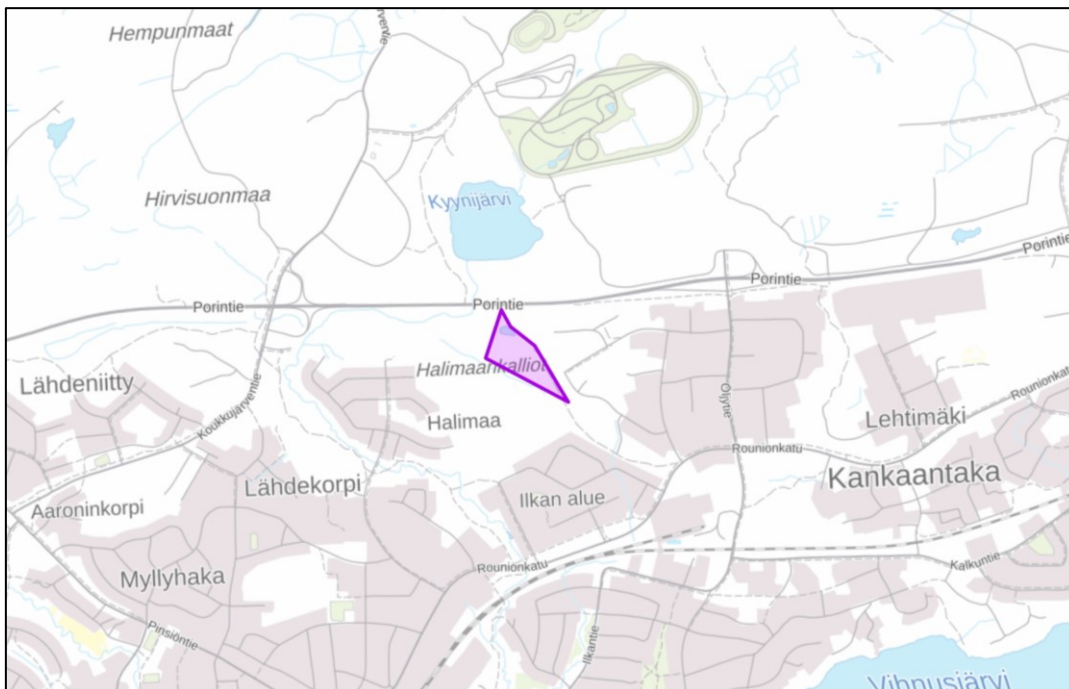 Hempunmaat
järventie
Hirvisuonmaa
Kyynijärvi
Porintie
Porintie
Porintie
Porintie
Halimaankalliot
Lähdeniitty
Koukkujärventie
Halimaa
Öljytie
Rounionkatu
Lehtimäki
Rounionkatu
Kankaantaka
Lähdekorpi
Ilkan alue
Aaroninkorpi
Rounionkatu
Kalkuntie
Myllyhaka
Pinsiöntie
Ilkantie
Vihnusjärvi